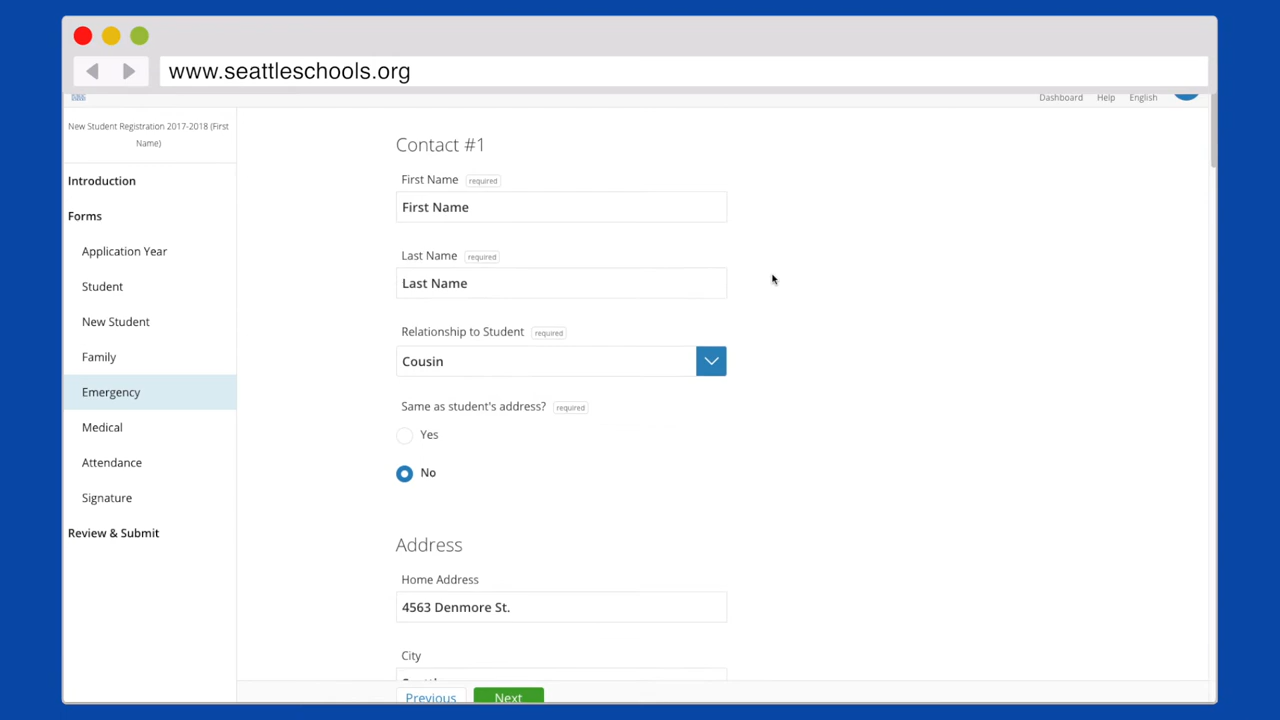 www.seattleschools.org
Dashboard Help English
New Student Registration 2017-2018 (First
Name)
Introduction
Forms
Application Year
Student
New Student
Family
Emergency
Medical
Attendance
Signature
Review & Submit
Contact #1
First Name required
First Name
Last Name required
Last Name
Relationship to Student required
Cousin
Same as student's address? required
Yes
No
Address
Home Address
4563 Denmore St.
City
Previous Next